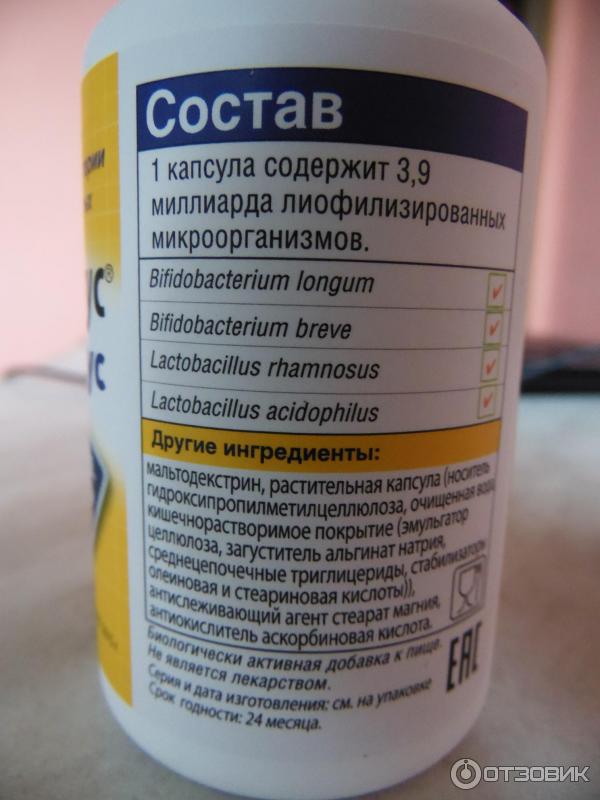 Состав
1 капсула содержит 3,9
миллиарда лиофилизированных
микроорганизмов.
Bifidobacterium longum
Bifidobacterium breve
Lactobacillus rhamnosus
Lactobacillus acidophilus
Другие ингредиенты:
мальтодекстрин, растительная капсула (носитель
гидроксипропилметилцеллюлоза, очищенная вода,
кишечнорастворимое покрытие (эмульгатор
целлюлоза, загуститель альгинат натрия,
среднецепочечные триглицериды, стабилизаторы
олеиновая и стеариновая кислоты)),
антислеживающий агент стеарат магния,
антиокислитель аскорбиновая кислота.
Биологически активная добавка к пище.
Не является лекарством.
Серия и дата изготовления: см. на упаковке
Срок годности: 24 месяца.
EAC
ОТЗОВИК